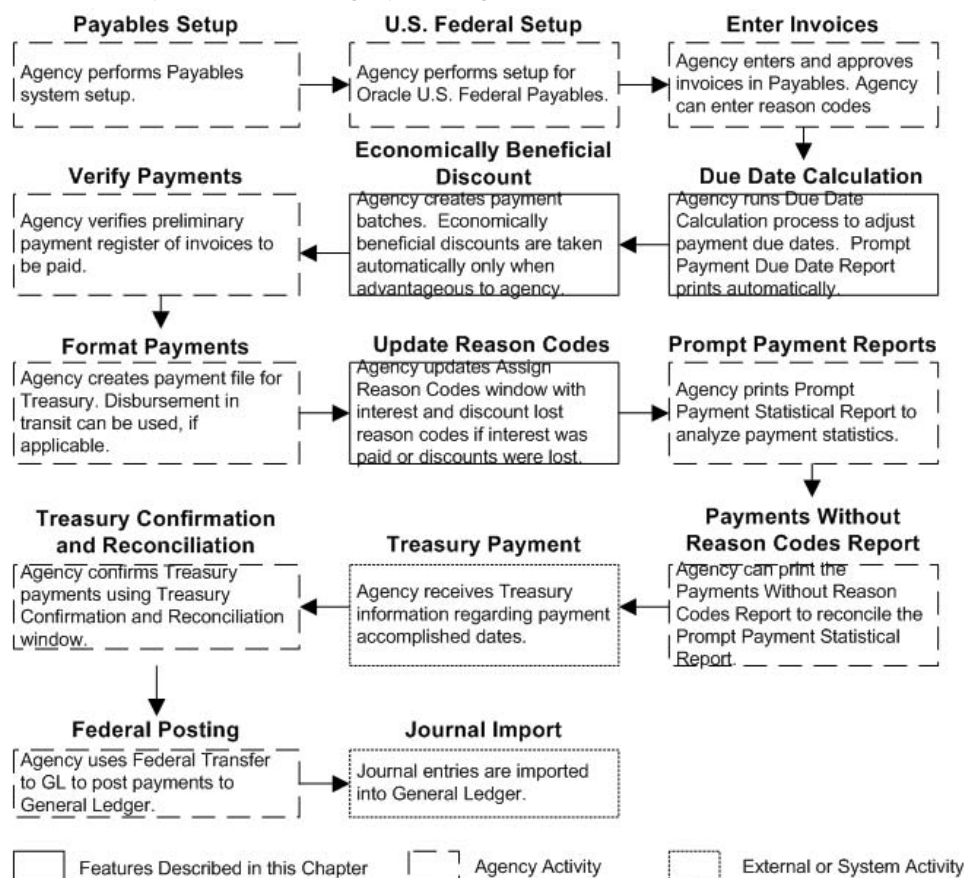 Payables Setup
Agency performs Payables
system setup.
U.S. Federal Setup
Agency performs setup for
Oracle U.S. Federal Payables.
Enter Invoices
Agency enters and approves
invoices in Payables. Agency
can enter reason codes
Due Date Calculation
Agency runs Due Date
Calculation process to adjust
payment due dates.  Prompt
Payment Due Date Report
prints automatically.
Economically Beneficial
Discount
Agency creates payment
batches.  Economically
beneficial discounts are taken
automatically only when
advantageous to agency.
Verify Payments
Agency verifies preliminary
payment register of invoices to
be paid.
Format Payments
Agency creates payment file for
Treasury. Disbursement in
transit can be used, if
applicable.
Update Reason Codes
Agency updates Assign
Reason Codes window with
interest and discount lost
reason codes if interest was
paid or discounts were lost.
Prompt Payment Reports
Agency prints Prompt
Payment Statistical Report to
analyze payment statistics.
Payments Without
Reason Codes Report
Agency can print the
Payments Without Reason
Codes Report to reconcile the
Prompt Payment Statistical
Report.
Treasury Payment
Agency receives Treasury
information regarding payment
accomplished dates.
Treasury Confirmation
and Reconciliation
Agency confirms Treasury
payments using Treasury
Confirmation and Reconciliation
window.
Federal Posting
Agency uses Federal Transfer
to GL to post payments to
General Ledger.
Journal Import
Journal entries are imported
into General Ledger.
Features Described in this Chapter
Agency Activity
External or System Activity